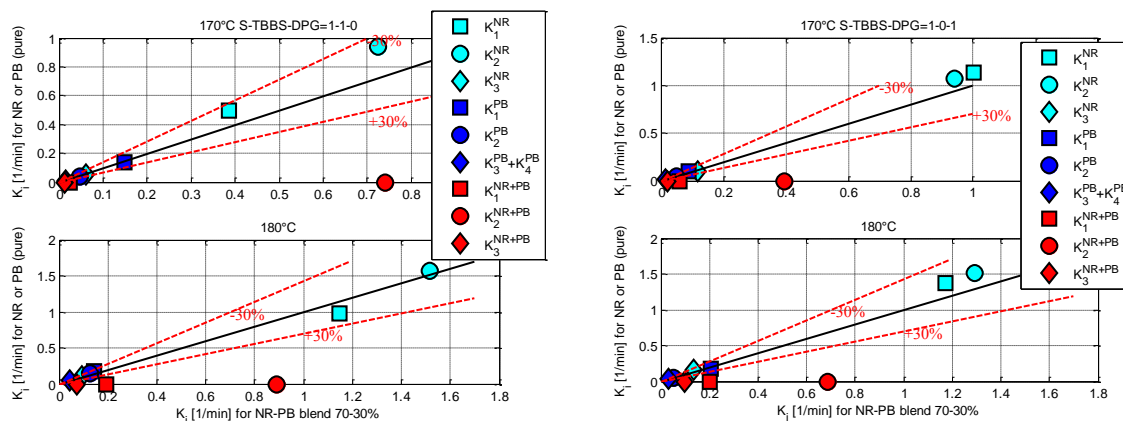 170°C S-TBBS-DPG=1-1-0
K_i [1/min] for NR or PB (pure)
1
0.8
0.6
0.4
0.2
0
0 0.1 0.2 0.3 0.4 0.5 0.6 0.7 0.8
-30%
+30%
K_1^NR
K_2^NR
K_3^NR
K_1^PB
K_2^PB
K_3^PB+K_4^PB
K_1^NR+PB
K_2^NR+PB
K_3^NR+PB
180°C
K_i [1/min] for NR or PB (pure)
2
1.5
1
0.5
0
0 0.2 0.4 0.6 0.8 1 1.2 1.4 1.6 1.8
-30%
+30%
K_i [1/min] for NR-PB blend 70-30%
170°C S-TBBS-DPG=1-0-1
K_i [1/min] for NR or PB (pure)
1.5
1
0.5
0
0 0.2 0.4 0.6 0.8 1
-30%
+30%
K_1^NR
K_2^NR
K_3^NR
K_1^PB
K_2^PB
K_3^PB+K_4^PB
K_1^NR+PB
K_2^NR+PB
K_3^NR+PB
180°C
K_i [1/min] for NR or PB (pure)
2
1.5
1
0.5
0
0 0.2 0.4 0.6 0.8 1 1.2 1.4 1.6 1.8
-30%
+30%
K_i [1/min] for NR-PB blend 70-30%